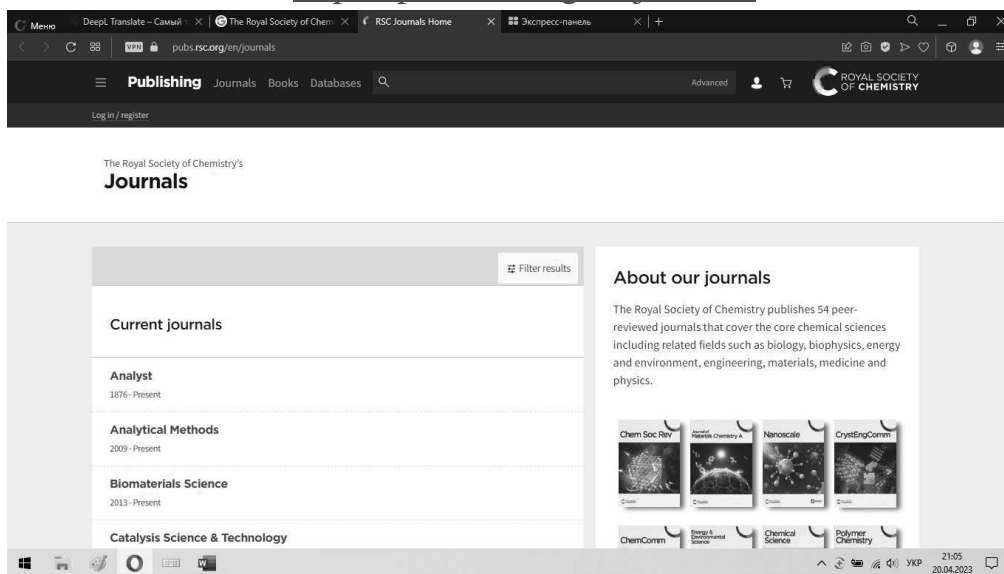 Меню
DeepL Translate – Самый
The Royal Society of Chem
RSC Journals Home
Экспресс-панель
VPN
pubs.rsc.org/en/journals
Publishing Journals Books Databases
Advanced
ROYAL SOCIETY
OF CHEMISTRY
Log in / register
The Royal Society of Chemistry's
Journals
Filter results
Current journals
Analyst
1876 - Present
Analytical Methods
2009 - Present
Biomaterials Science
2013 - Present
Catalysis Science & Technology
About our journals
The Royal Society of Chemistry publishes 54 peer-
reviewed journals that cover the core chemical sciences
including related fields such as biology, biophysics, energy
and environment, engineering, materials, medicine and
physics.
Chem Soc Rev
Journal of
Materials Chemistry A
Nanoscale
CrystEngComm
ChemComm
Energy &
Environmental
Science
Chemical
Science
Polymer
Chemistry
УКР
21:05
20.04.2023